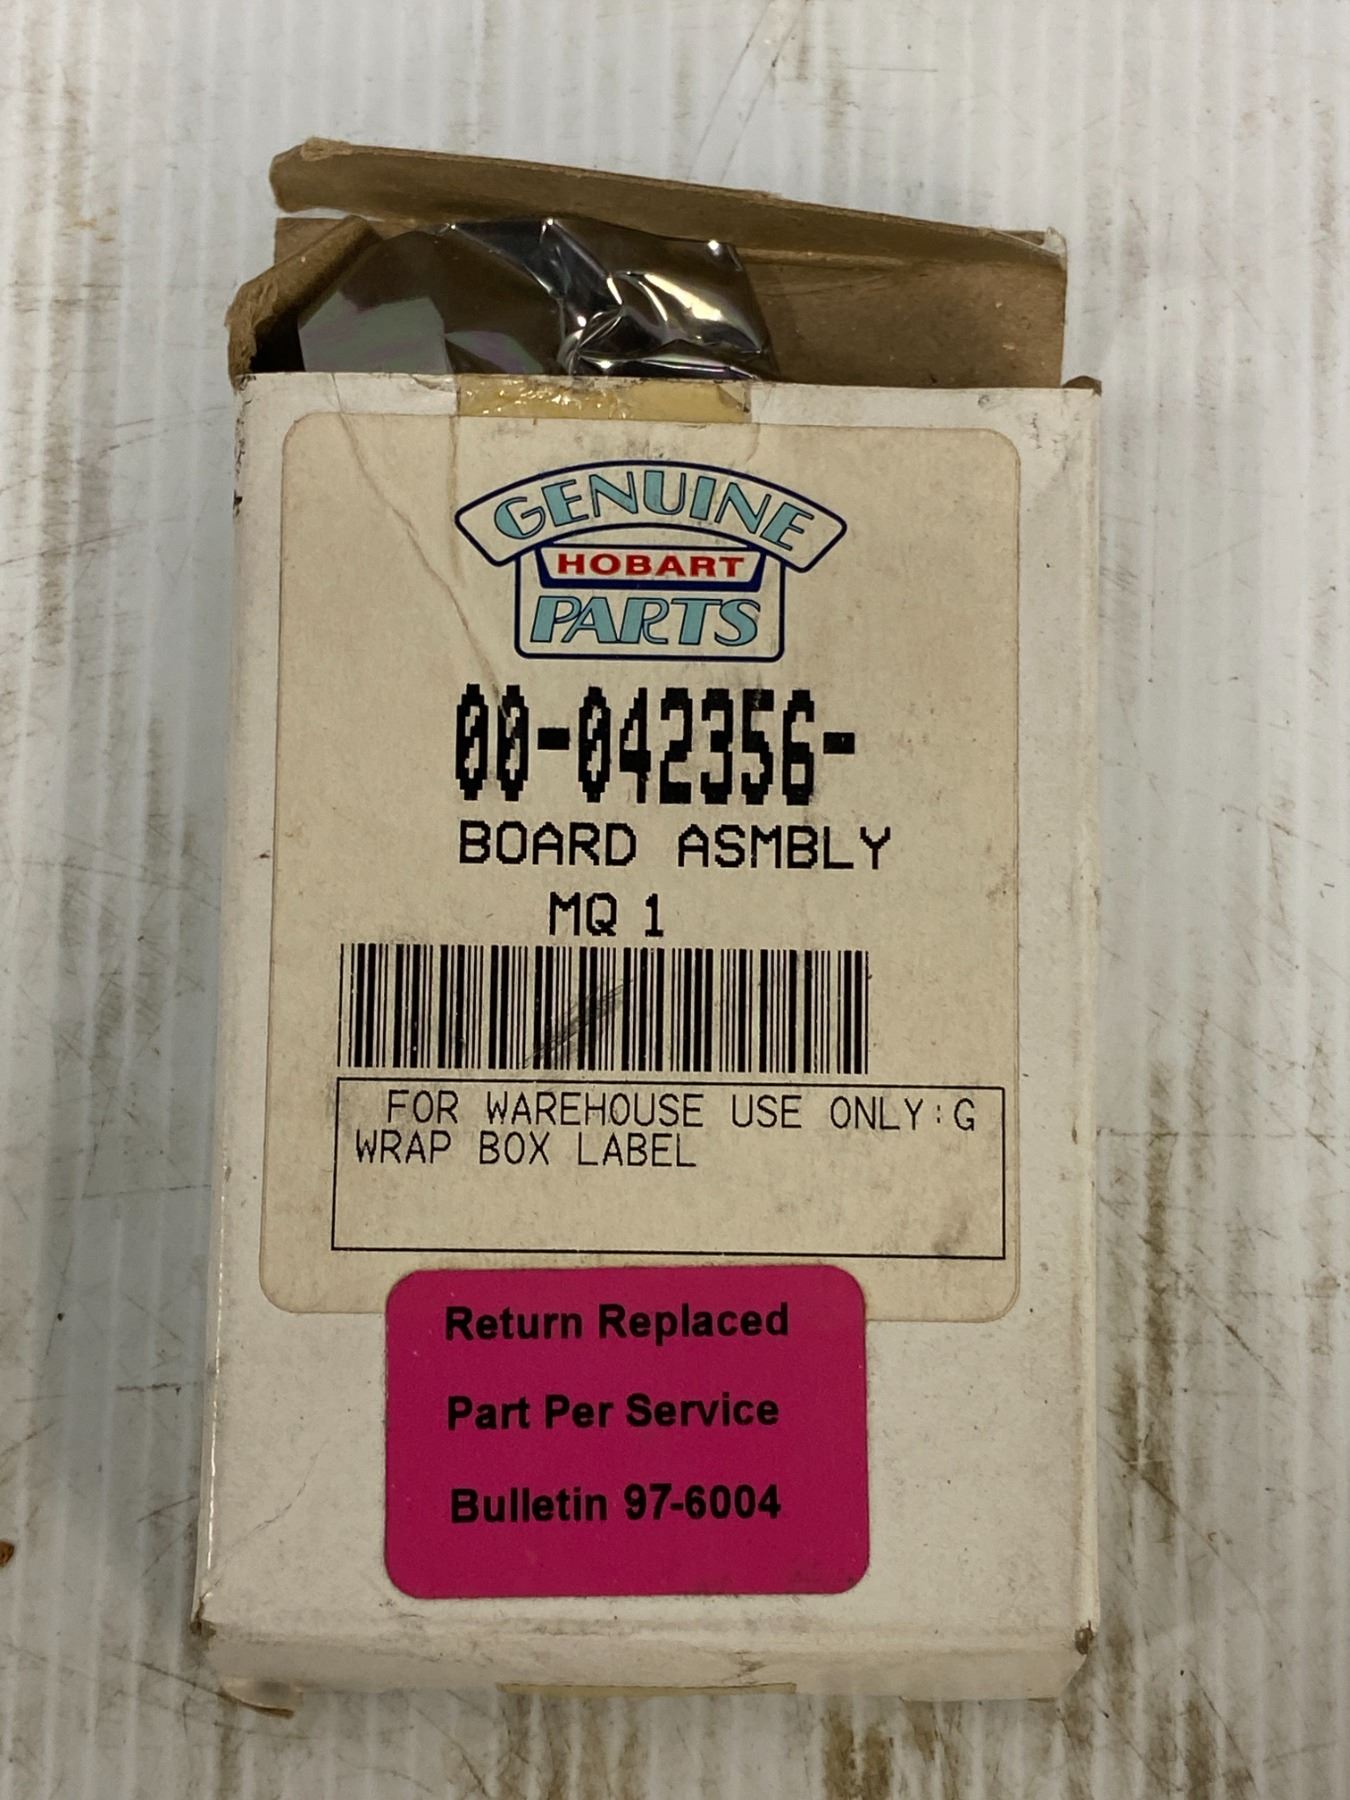 GENUINE
HOBART
PARTS
00-042356-
BOARD ASMBLY
MQ 1
FOR WAREHOUSE USE ONLY:G
WRAP BOX LABEL
Return Replaced
Part Per Service
Bulletin 97-6004